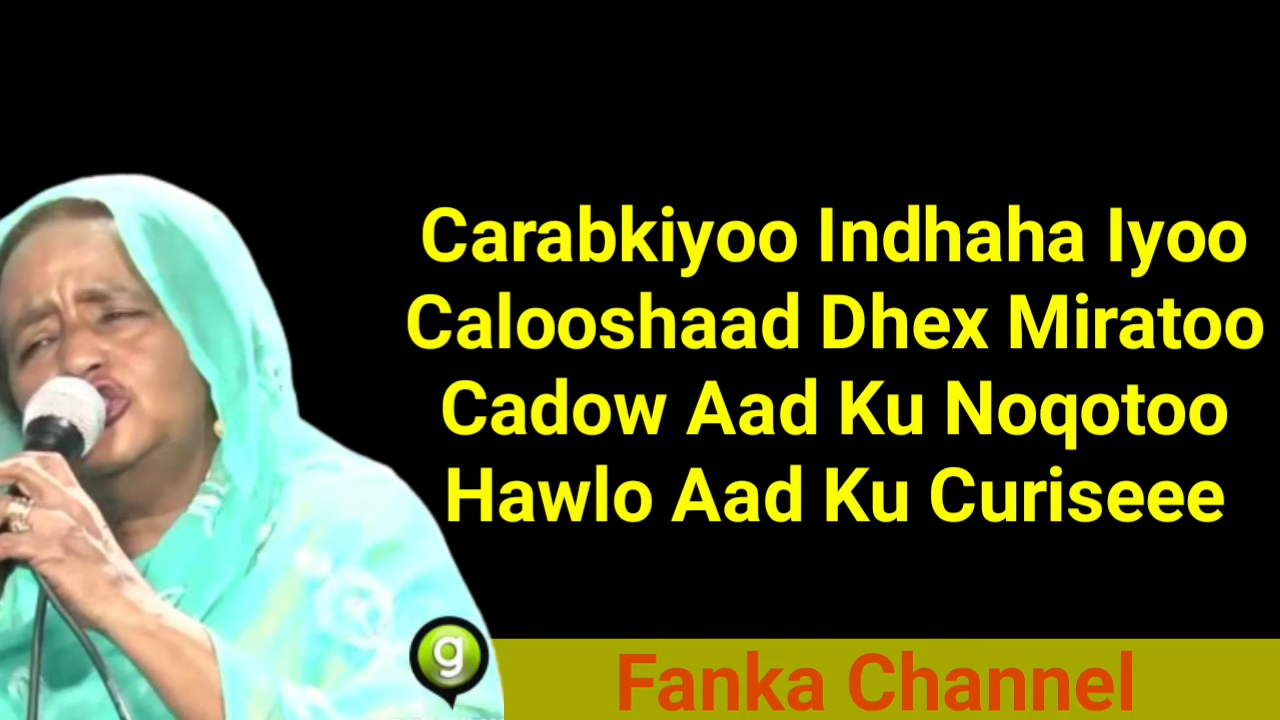 Carabkiyoo Indhaha Iyoo
Calooshaad Dhex Miratoo
Cadow Aad Ku Noqotoo
Hawlo Aad Ku Curiseee
g
Fanka Channel